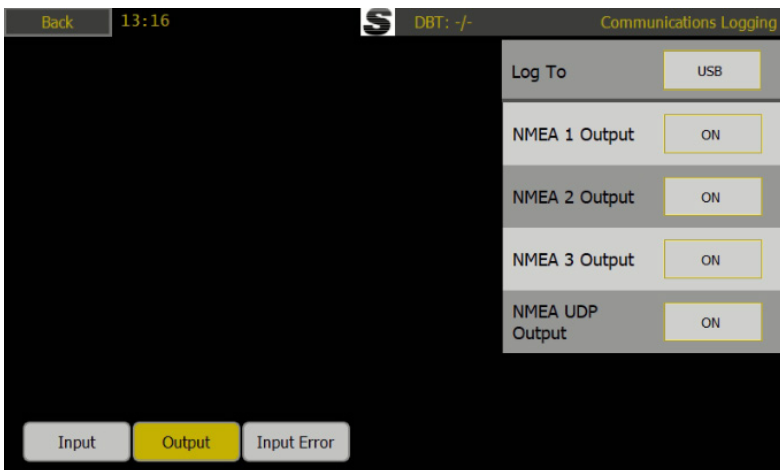 Back 13:16 S DBT: -/- Communications Logging
Log To USB
NMEA 1 Output ON
NMEA 2 Output ON
NMEA 3 Output ON
NMEA UDP
Output ON
Input Output Input Error